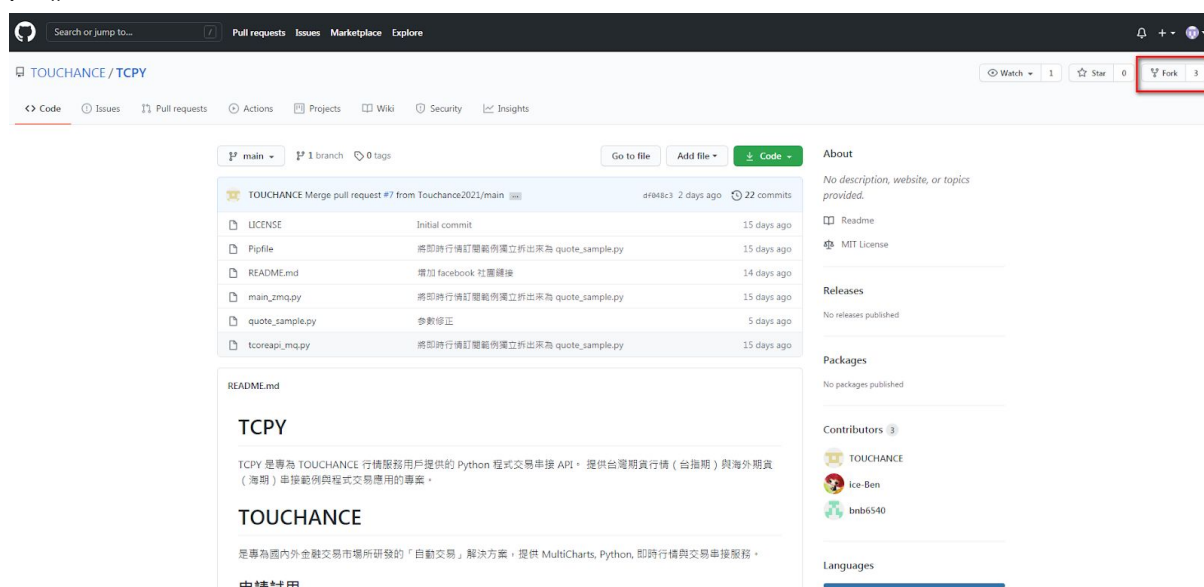 Search or jump to... / Pull requests Issues Marketplace Explore
TOUCHANCE / TCPY Watch 1 Star 0 Fork 3
Code Issues Pull requests Actions Projects Wiki Security Insights
main 1 branch 0 tags Go to file Add file Code
TOUCHANCE Merge pull request #7 from Touchance2021/main ... df048c3 2 days ago 22 commits
LICENSE Initial commit 15 days ago
Pipfile 將即時行情訂閱範例獨立拆出來為 quote_sample.py 15 days ago
README.md 增加 facebook 社團鏈接 14 days ago
main_zmq.py 將即時行情訂閱範例獨立拆出來為 quote_sample.py 15 days ago
quote_sample.py 參數修正 5 days ago
tcoreapi_mq.py 將即時行情訂閱範例獨立拆出來為 quote_sample.py 15 days ago
README.md
TCPY
TCPY 是專為 TOUCHANCE 行情服務用戶提供的 Python 程式交易串接 API， 提供台灣期貨行情（台指期）與海外期貨
（海期）串接範例與程式交易應用的專案。
TOUCHANCE
是專為國內外金融交易市場所研發的「自動交易」解決方案，提供 MultiCharts, Python, 即時行情與交易串接服務。
申請試用
About
No description, website, or topics
provided.
Readme
MIT License
Releases
No releases published
Packages
No packages published
Contributors 3
TOUCHANCE
ice-Ben
bnb6540
Languages